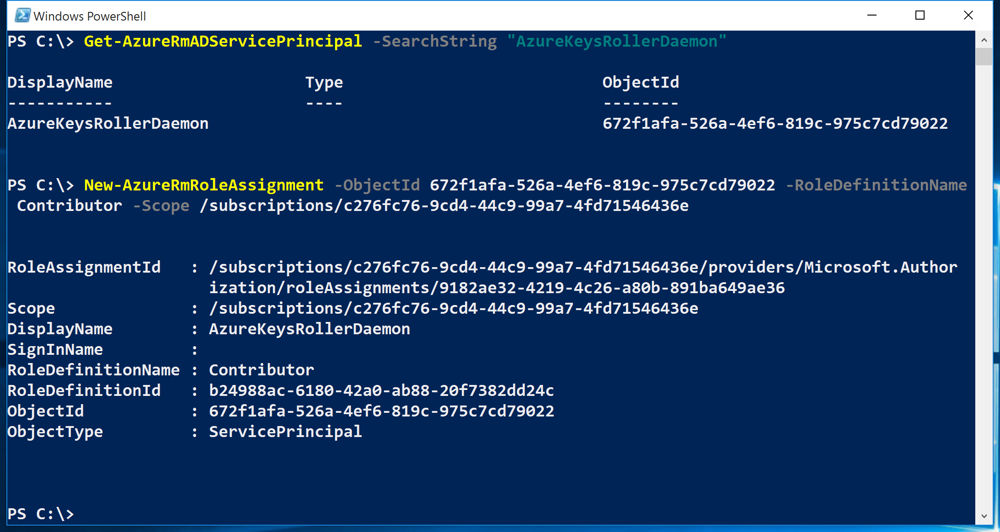 Windows PowerShell
PS C:\> Get-AzureRmADServicePrincipal -SearchString "AzureKeysRollerDaemon"
DisplayName Type ObjectId
----------- ---- --------
AzureKeysRollerDaemon 672f1afa-526a-4ef6-819c-975c7cd79022
PS C:\> New-AzureRmRoleAssignment -ObjectId 672f1afa-526a-4ef6-819c-975c7cd79022 -RoleDefinitionName
Contributor -Scope /subscriptions/c276fc76-9cd4-44c9-99a7-4fd71546436e
RoleAssignmentId : /subscriptions/c276fc76-9cd4-44c9-99a7-4fd71546436e/providers/Microsoft.Author
ization/roleAssignments/9182ae32-4219-4c26-a80b-891ba649ae36
Scope : /subscriptions/c276fc76-9cd4-44c9-99a7-4fd71546436e
DisplayName : AzureKeysRollerDaemon
SignInName :
RoleDefinitionName : Contributor
RoleDefinitionId : b24988ac-6180-42a0-ab88-20f7382dd24c
ObjectId : 672f1afa-526a-4ef6-819c-975c7cd79022
ObjectType : ServicePrincipal
PS C:\>